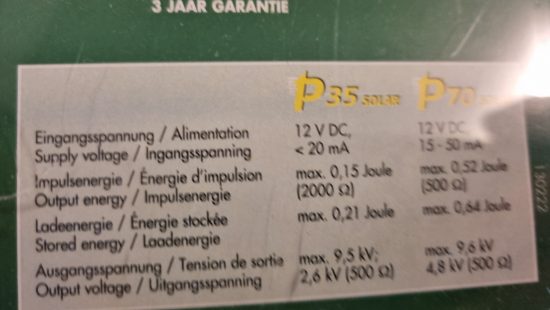 3 JAAR GARANTIE
P35 SOLAR P70
Eingangsspannung / Alimentation 12 V DC, 12 V DC,
Supply voltage / Ingangsspanning < 20 mA 15 - 50 mA
Impulsenergie / Énergie d'impulsion max. 0,15 Joule max. 0,52 Joule
Output energy / Impulsenergie (2000 Ω) (500 Ω)
Ladeenergie / Énergie stockée max. 0,21 Joule max. 0,64 Joule
Stored energy / Laadenergie
Ausgangsspannung / Tension de sortie max. 9,5 kV; max. 9,6 kV
Output voltage / Uitgangsspanning 2,6 kV (500 Ω) 4,8 kV (500 Ω)
130222